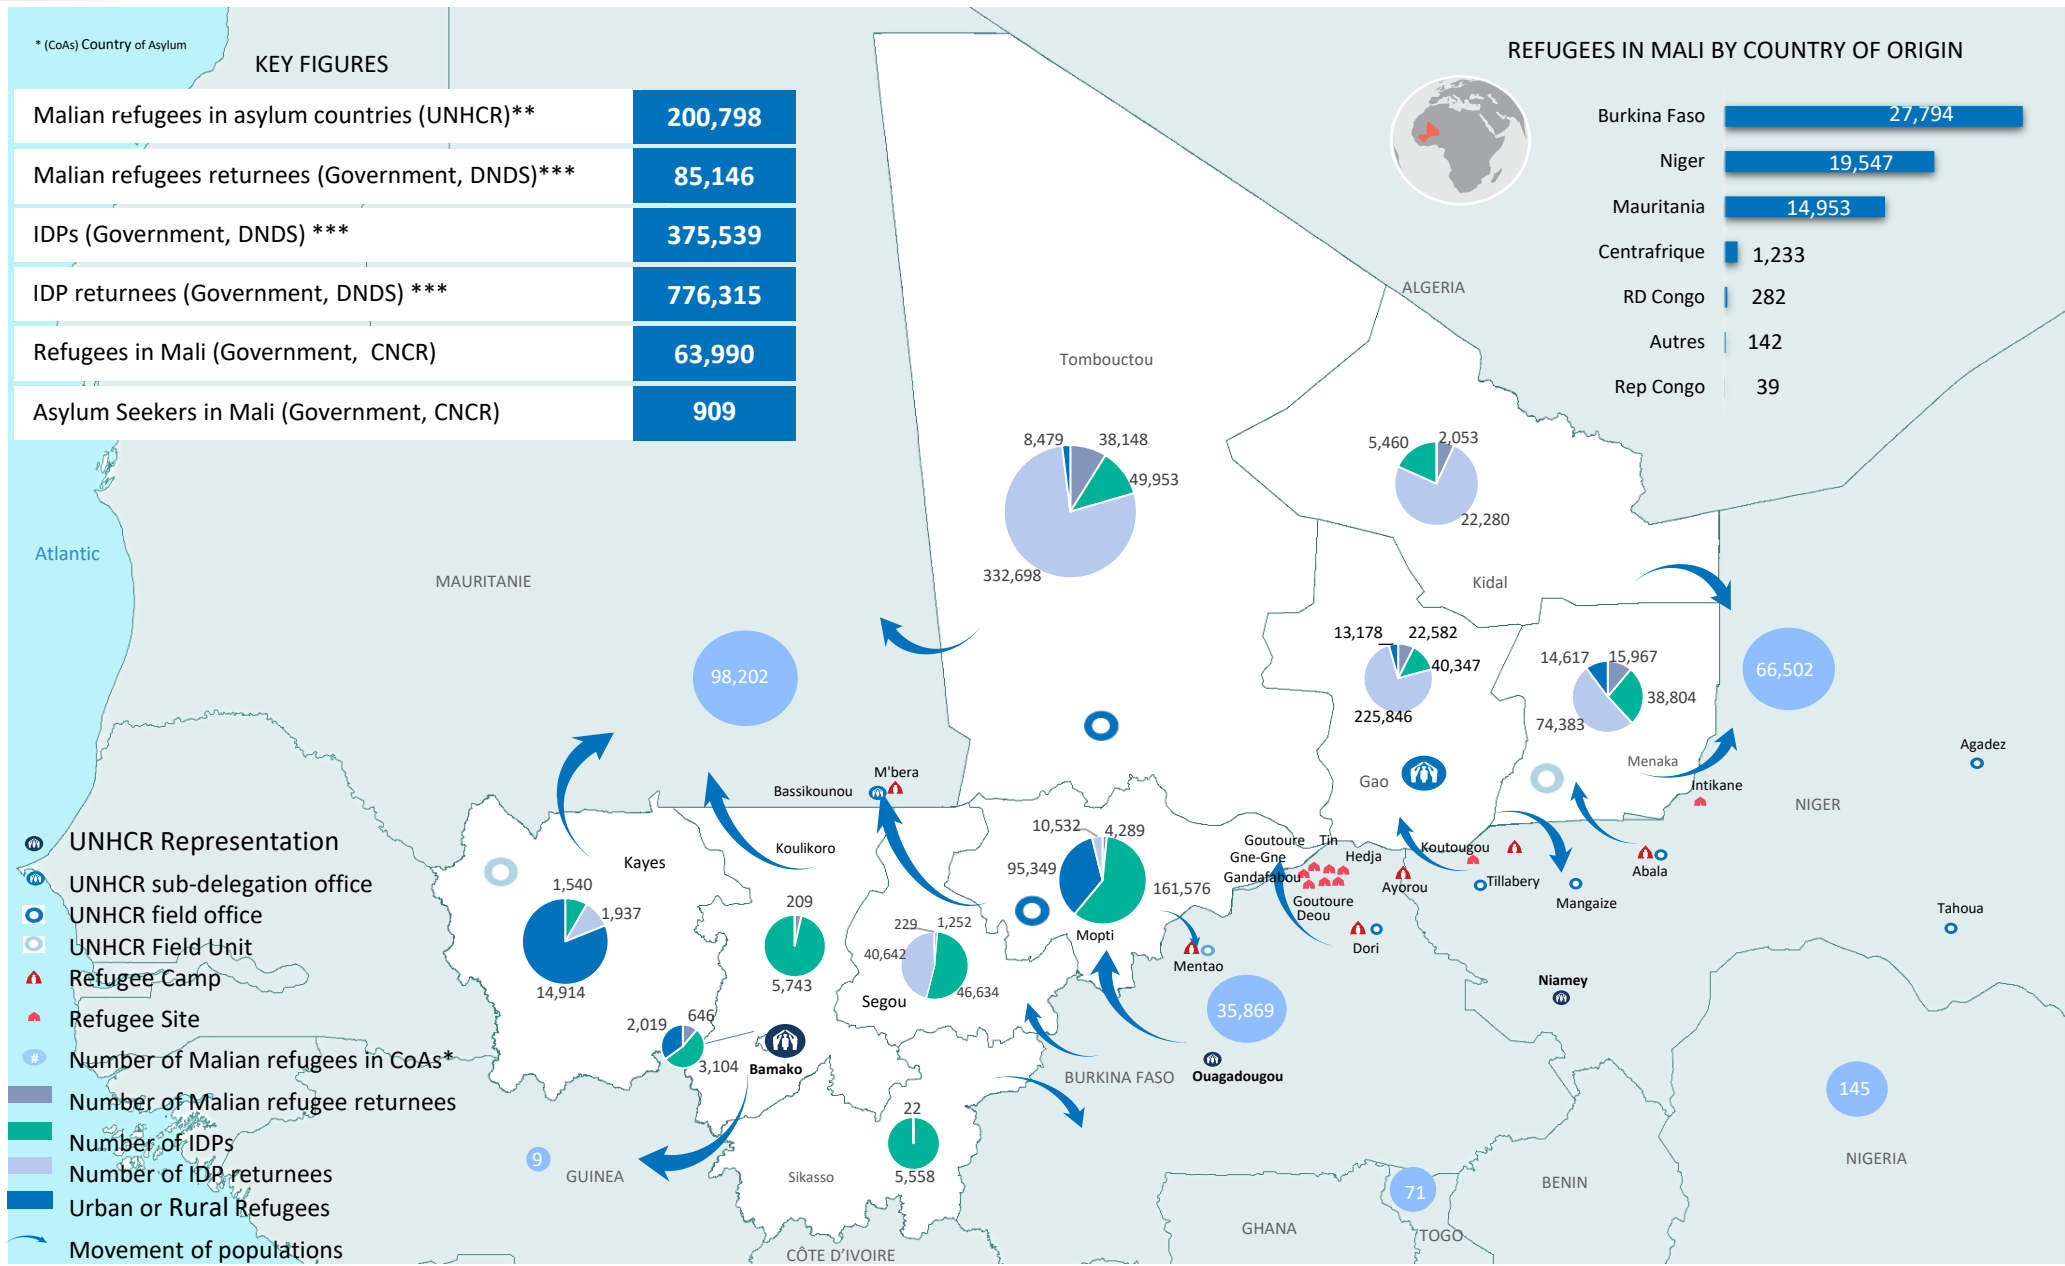 * (CoAs) Country of Asylum
KEY FIGURES
Malian refugees in asylum countries (UNHCR)** 200,798
Malian refugees returnees (Government, DNDS)*** 85,146
IDPs (Government, DNDS) *** 375,539
IDP returnees (Government, DNDS) *** 776,315
Refugees in Mali (Government, CNCR) 63,990
Asylum Seekers in Mali (Government, CNCR) 909
REFUGEES IN MALI BY COUNTRY OF ORIGIN
Burkina Faso 27,794
Niger 19,547
Mauritania 14,953
Centrafrique 1,233
RD Congo 282
Autres 142
Rep Congo 39
ALGERIA
Tombouctou
8,479
38,148
49,953
332,698
5,460
2,053
22,280
Kidal
Atlantic
MAURITANIE
98,202
13,178
22,582
40,347
225,846
Gao
14,617
15,967
38,804
74,383
Menaka
66,502
Agadez
Intikane
NIGER
M'bera
Bassikounou
Kayes
1,540
1,937
14,914
Koulikoro
209
5,743
10,532
4,289
95,349
161,576
Mopti
229
1,252
40,642
46,634
Segou
Goutoure
Gne-Gne
Gandafabou
Tin
Hedja
Goutoure
Deou
Koutougou
Ayorou
Tillabery
Mangaize
Abala
Tahoua
Dori
Mentao
Niamey
35,869
Ouagadougou
BURKINA FASO
2,019
646
3,104
Bamako
22
5,558
Sikasso
9
GUINEA
CÔTE D’IVOIRE
GHANA
71
TOGO
BENIN
145
NIGERIA
UNHCR Representation
UNHCR sub-delegation office
UNHCR field office
UNHCR Field Unit
Refugee Camp
Refugee Site
# Number of Malian refugees in CoAs*
Number of Malian refugee returnees
Number of IDPs
Number of IDP returnees
Urban or Rural Refugees
Movement of populations